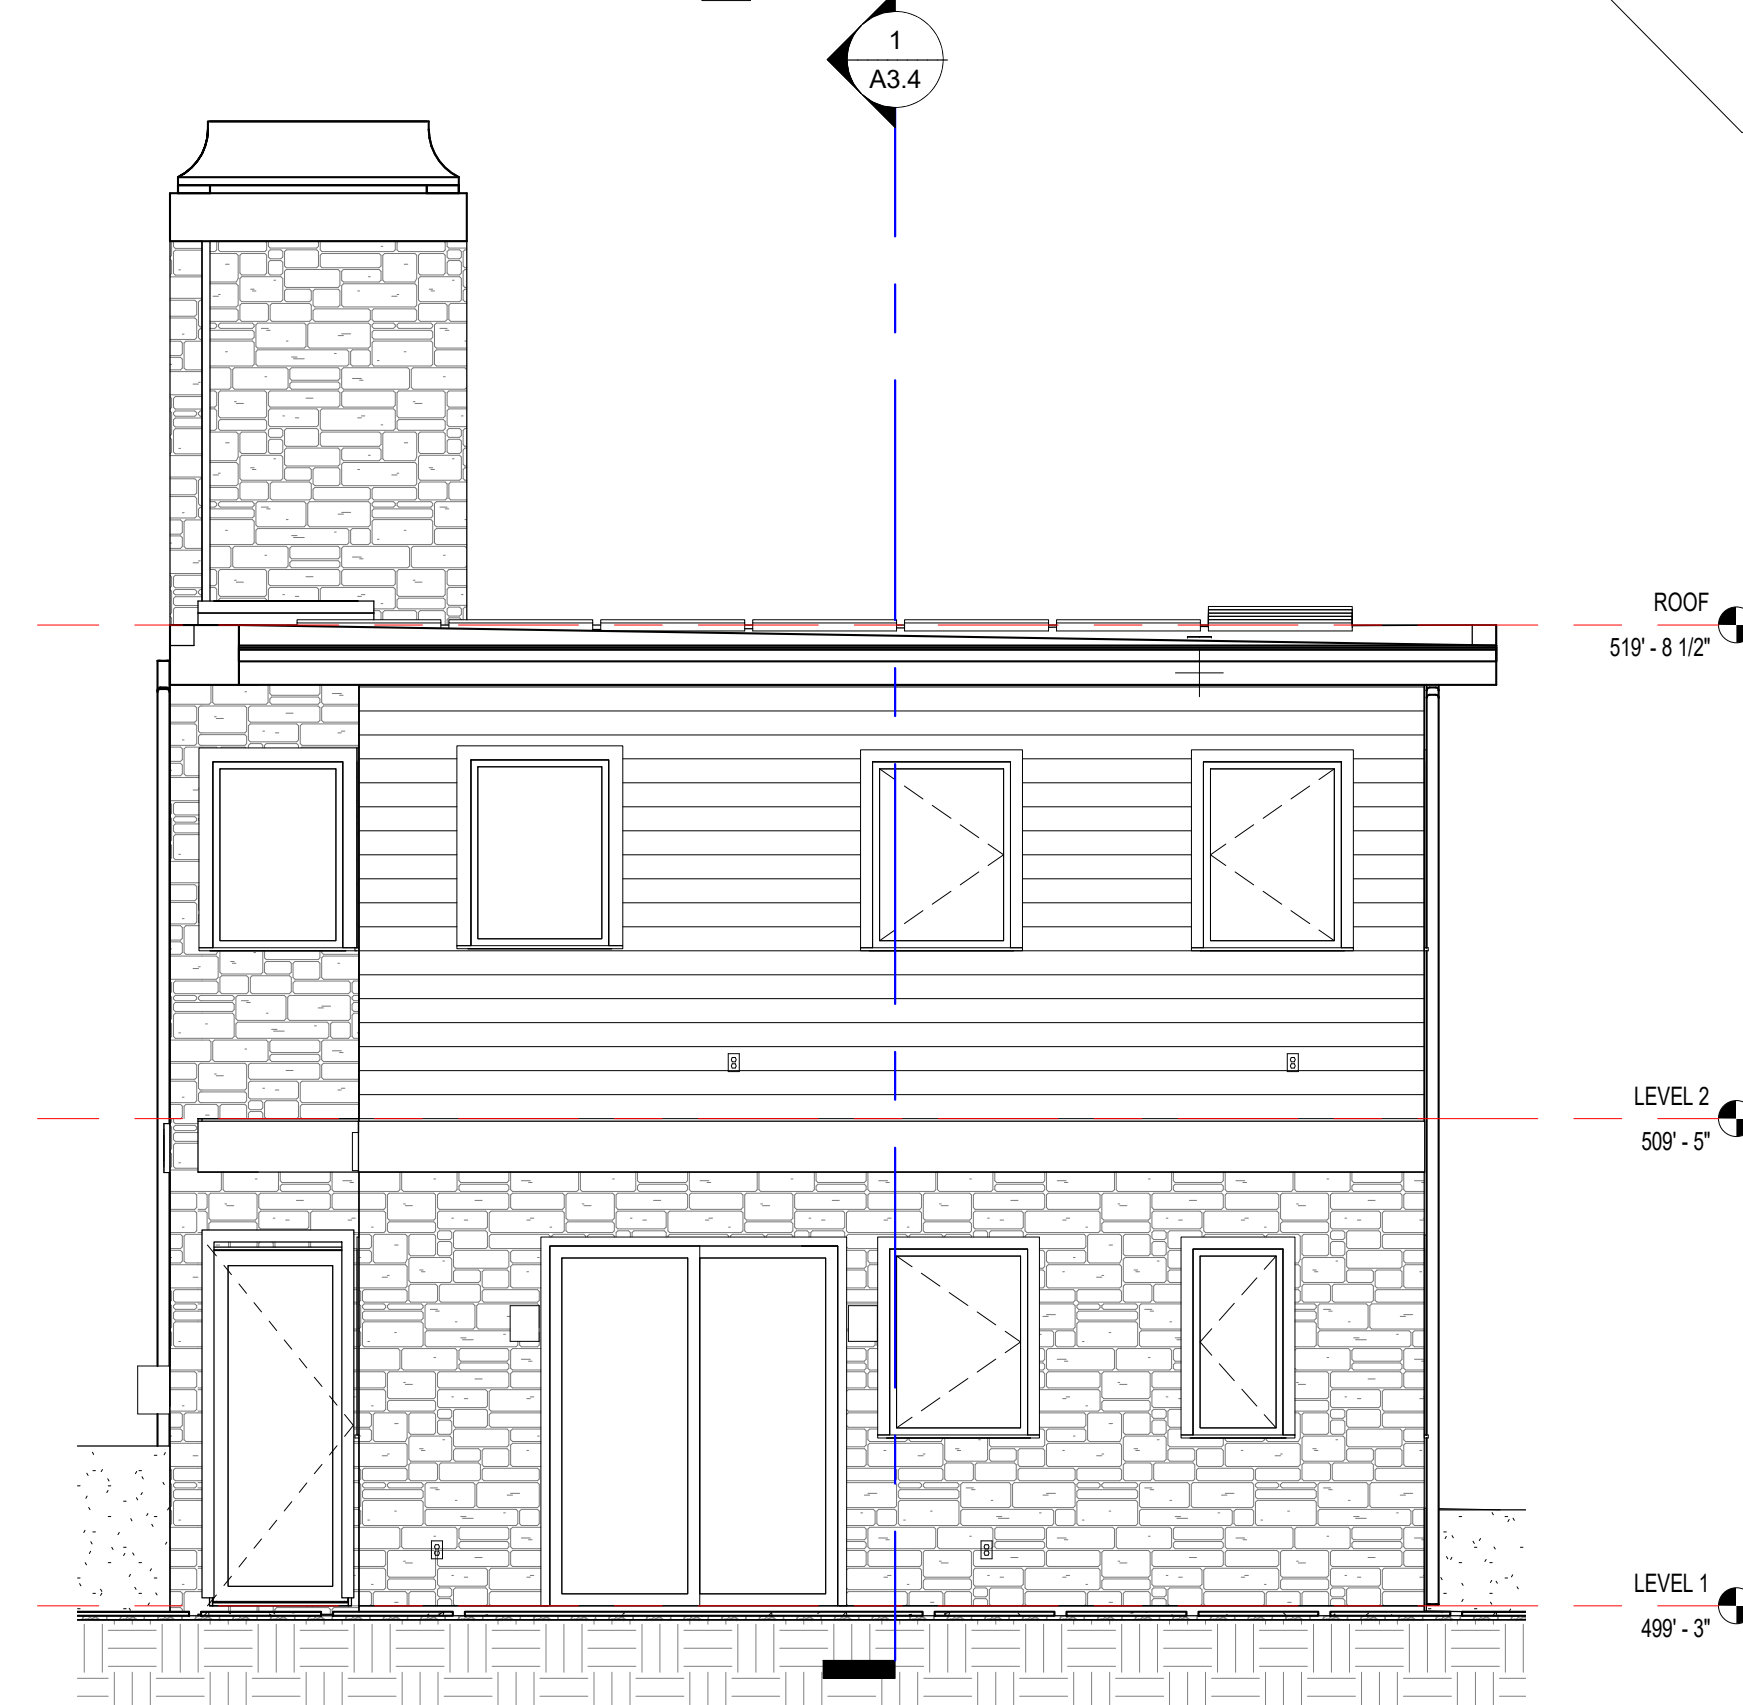 1
A3.4
ROOF
519' - 8 1/2"
LEVEL 2
509' - 5"
LEVEL 1
499' - 3"